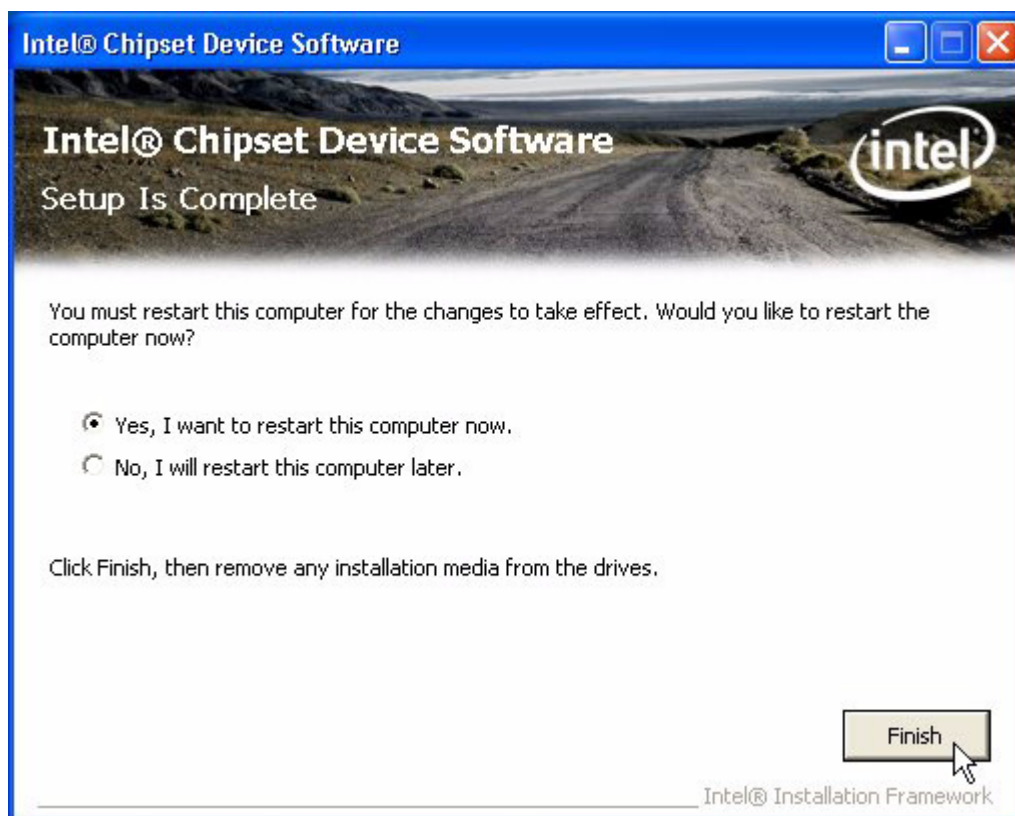 Intel® Chipset Device Software
Intel® Chipset Device Software
intel®
Setup Is Complete
You must restart this computer for the changes to take effect. Would you like to restart the
computer now?
Yes, I want to restart this computer now.
No, I will restart this computer later.
Click Finish, then remove any installation media from the drives.
Finish
Intel® Installation Framework